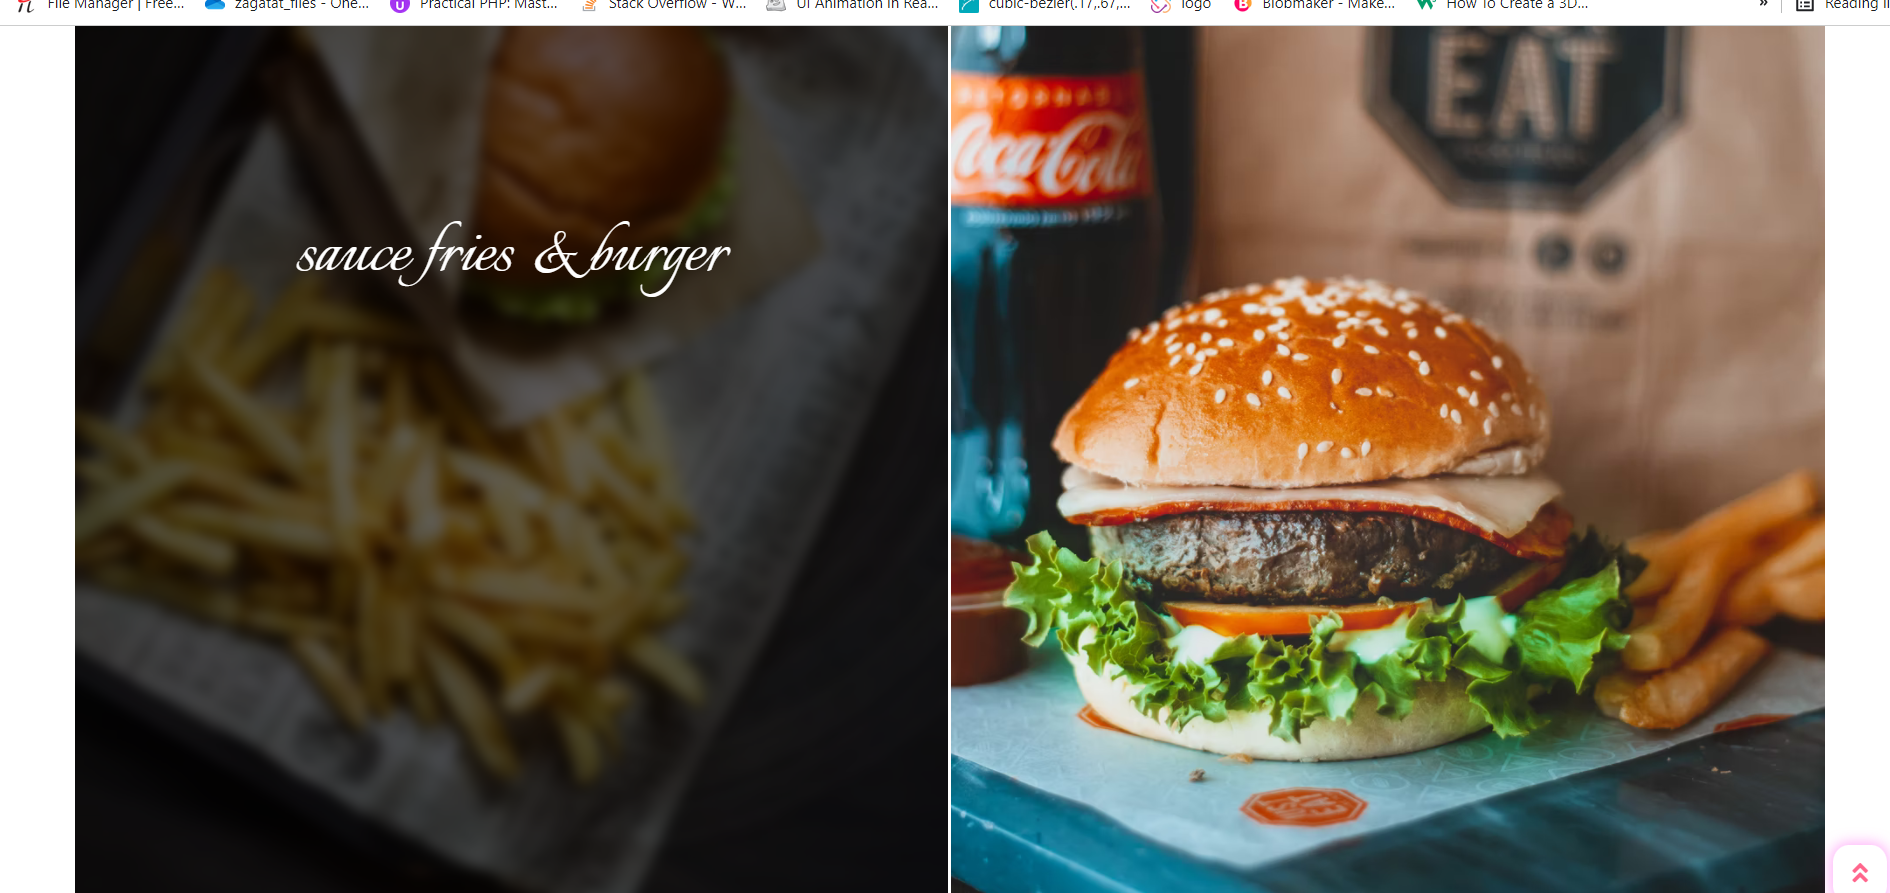 File Manager | Free... zagatat_files - One... Practical PHP: Mast... Stack Overflow - W... UI Animation in Rea... cubic-bezier(.17,.67,... logo Blobmaker - Make... How To Create a 3D... » Reading li
EAT
Coca-Cola
sauce fries & burger